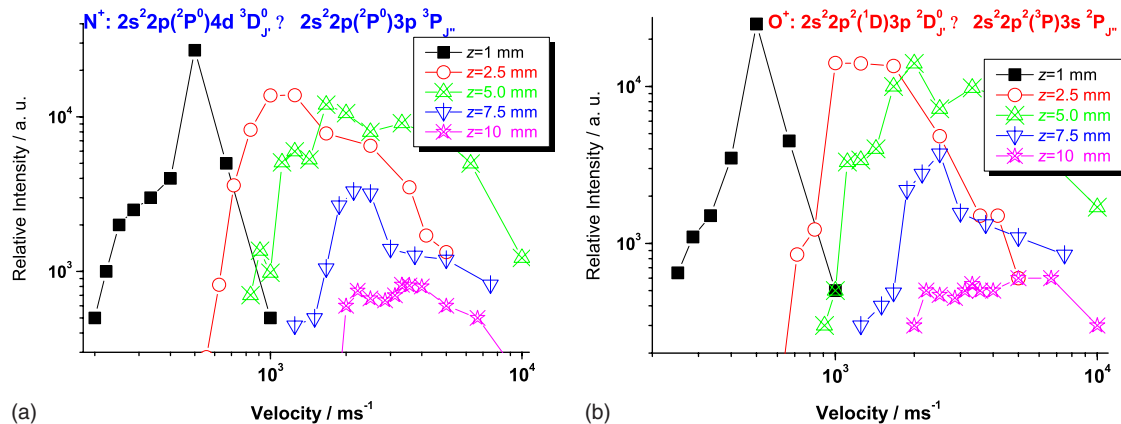 N⁺: 2s²2p(²P⁰)4d ³D⁰J' ? 2s²2p(²P⁰)3p ³PJ"
z=1 mm
z=2.5 mm
z=5.0 mm
z=7.5 mm
z=10 mm
Relative Intensity / a. u.
10⁴
10³
10³
10⁴
Velocity / ms⁻¹
(a)
O⁺: 2s²2p²(¹D)3p ²D⁰J' ? 2s²2p²(³P)3s ²PJ"
z=1 mm
z=2.5 mm
z=5.0 mm
z=7.5 mm
z=10 mm
Relative Intensity / a. u.
10⁴
10³
10³
10⁴
Velocity / ms⁻¹
(b)